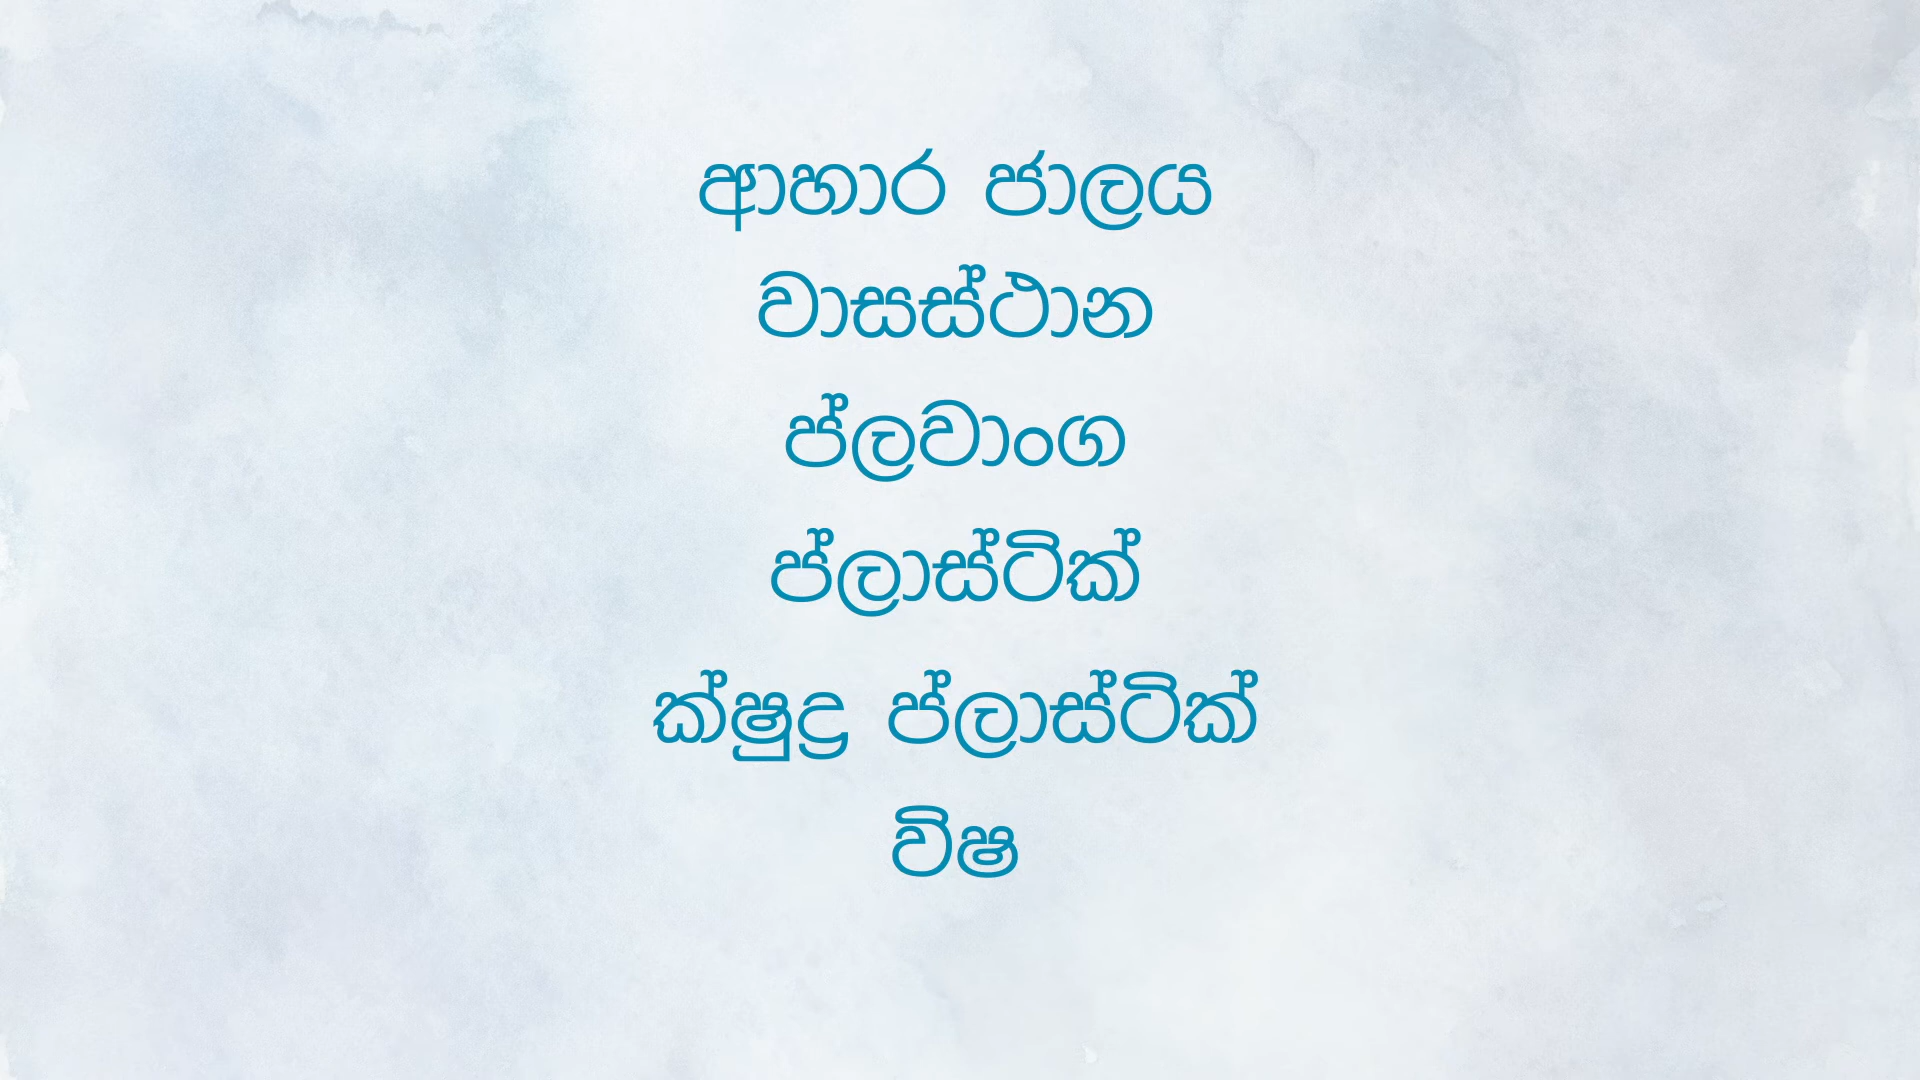 ආහාර ජාලය
වාසස්ථාන
ප්ලවාංග
ප්ලාස්ටික්
ක්ෂුද්‍ර ප්ලාස්ටික්
විෂ